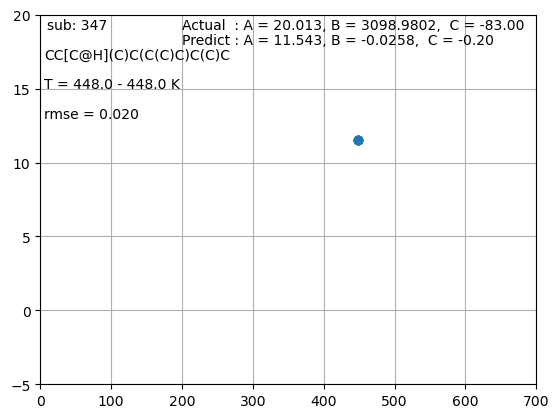 sub: 347
Actual  : A = 20.013, B = 3098.9802,  C = -83.00
Predict : A = 11.543, B = -0.0258,  C = -0.20
CC[C@H](C)C(C(C)C)C(C)C
T = 448.0 - 448.0 K
rmse = 0.020
20
15
10
5
0
−5
0 100 200 300 400 500 600 700